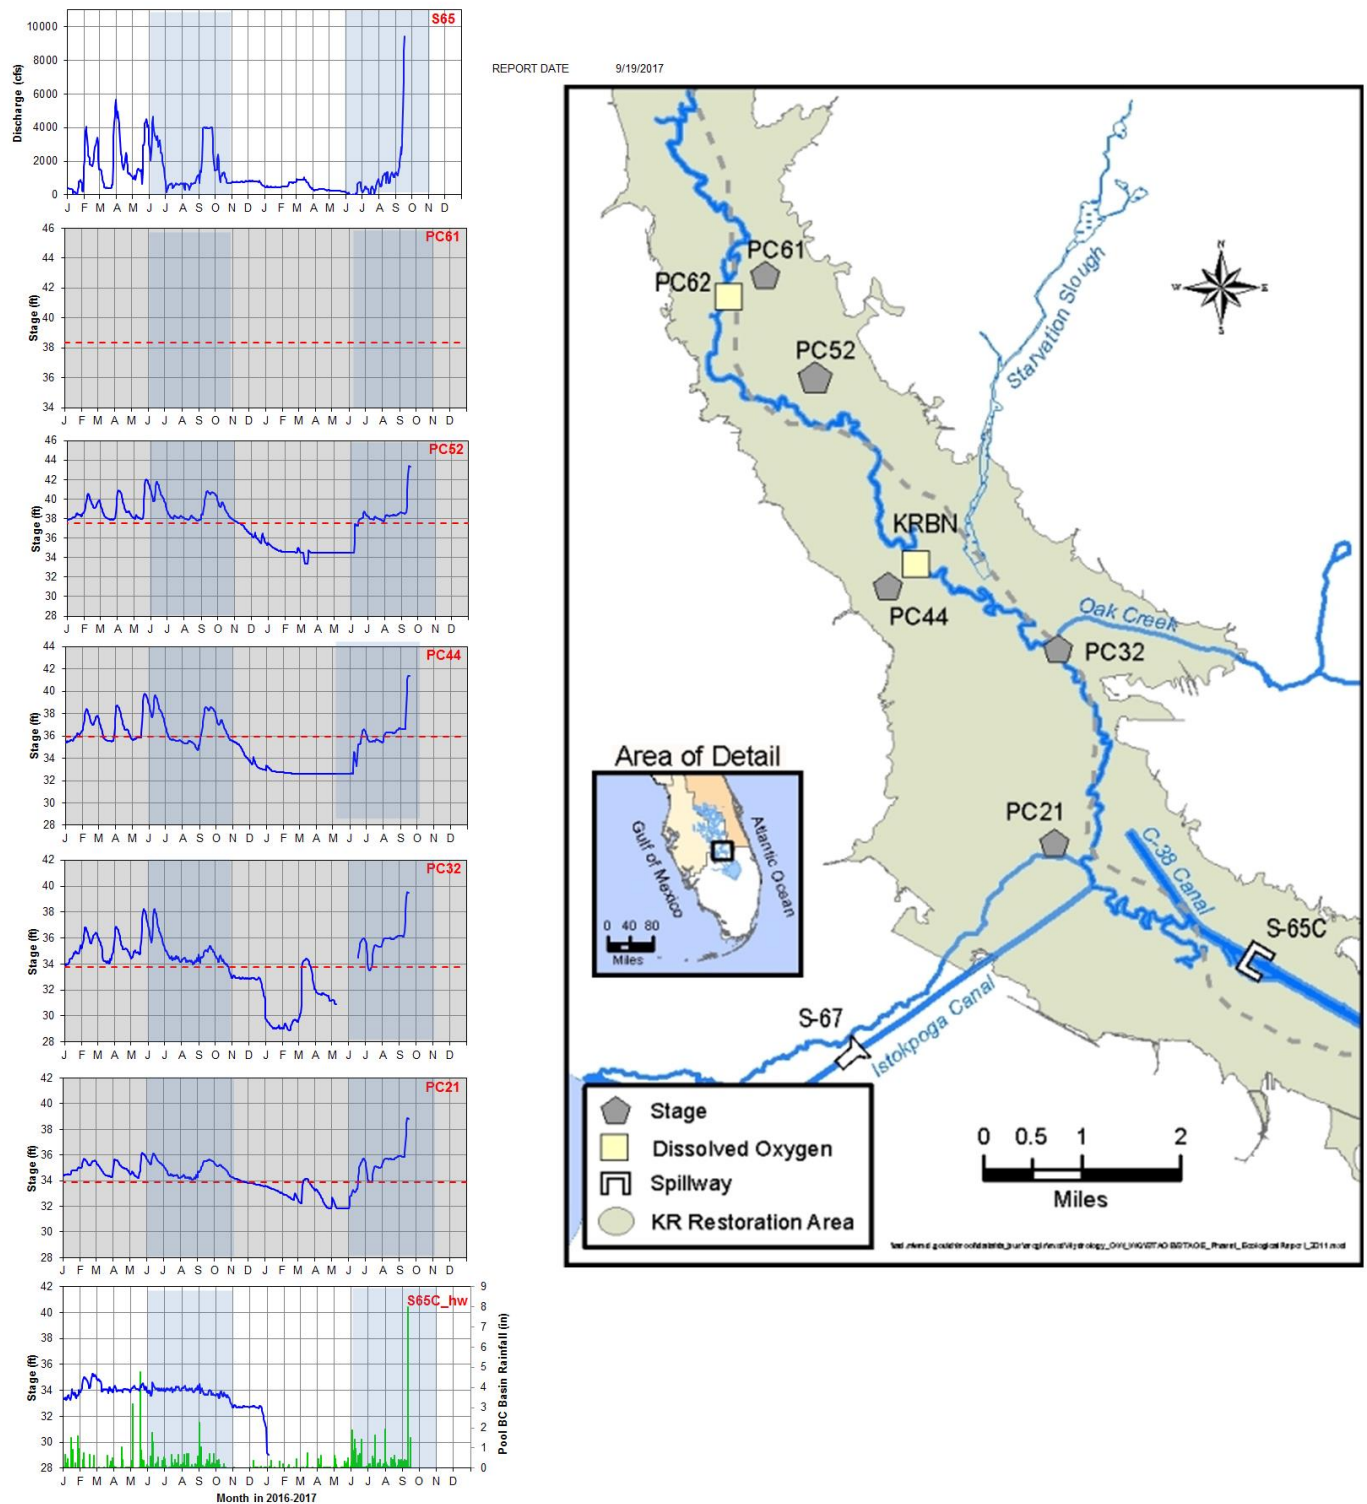 S65
10000
8000
6000
4000
2000
0
Discharge (cfs)
J F M A M J J A S O N D J F M A M J J A S O N D
PC61
46
44
42
40
38
36
34
Stage (ft)
J F M A M J J A S O N D J F M A M J J A S O N D
PC52
46
44
42
40
38
36
34
32
30
28
Stage (ft)
J F M A M J J A S O N D J F M A M J J A S O N D
PC44
44
42
40
38
36
34
32
30
28
Stage (ft)
J F M A M J J A S O N D J F M A M J J A S O N D
PC32
42
40
38
36
34
32
30
28
Stage (ft)
J F M A M J J A S O N D J F M A M J J A S O N D
PC21
42
40
38
36
34
32
30
28
Stage (ft)
J F M A M J J A S O N D J F M A M J J A S O N D
S65C_hw
42
40
38
36
34
32
30
28
Stage (ft)
9
8
7
6
5
4
3
2
1
0
Pool BC Basin Rainfall (in)
J F M A M J J A S O N D J F M A M J J A S O N D
Month in 2016-2017
REPORT DATE 9/19/2017
PC61
PC62
PC52
Starvation Slough
N
W E
S
KRBN
PC44
Oak Creek
PC32
PC21
C-38 Canal
S-65C
S-67
Istokpoga Canal
Area of Detail
Gulf of Mexico
Atlantic Ocean
0 40 80
Miles
Stage
Dissolved Oxygen
Spillway
KR Restoration Area
0 0.5 1 2
Miles